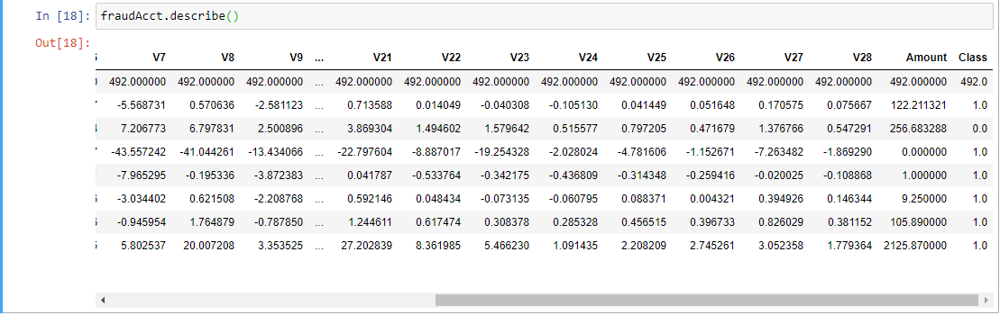 In [18]: fraudAcct.describe()
Out[18]:
V7 V8 V9 ... V21 V22 V23 V24 V25 V26 V27 V28 Amount Class
492.000000 492.000000 492.000000 ... 492.000000 492.000000 492.000000 492.000000 492.000000 492.000000 492.000000 492.000000 492.000000 492.0
-5.568731 0.570636 -2.581123 ... 0.713588 0.014049 -0.040308 -0.105130 0.041449 0.051648 0.170575 0.075667 122.211321 1.0
7.206773 6.797831 2.500896 ... 3.869304 1.494602 1.579642 0.515577 0.797205 0.471679 1.376766 0.547291 256.683288 0.0
-43.557242 -41.044261 -13.434066 ... -22.797604 -8.887017 -19.254328 -2.028024 -4.781606 -1.152671 -7.263482 -1.869290 0.000000 1.0
-7.965295 -0.195336 -3.872383 ... 0.041787 -0.533764 -0.342175 -0.436809 -0.314348 -0.259416 -0.020025 -0.108868 1.000000 1.0
-3.034402 0.621508 -2.208768 ... 0.592146 0.048434 -0.073135 -0.060795 0.088371 0.004321 0.394926 0.146344 9.250000 1.0
-0.945954 1.764879 -0.787850 ... 1.244611 0.617474 0.308378 0.285328 0.456515 0.396733 0.826029 0.381152 105.890000 1.0
5.802537 20.007208 3.353525 ... 27.202839 8.361985 5.466230 1.091435 2.208209 2.745261 3.052358 1.779364 2125.870000 1.0